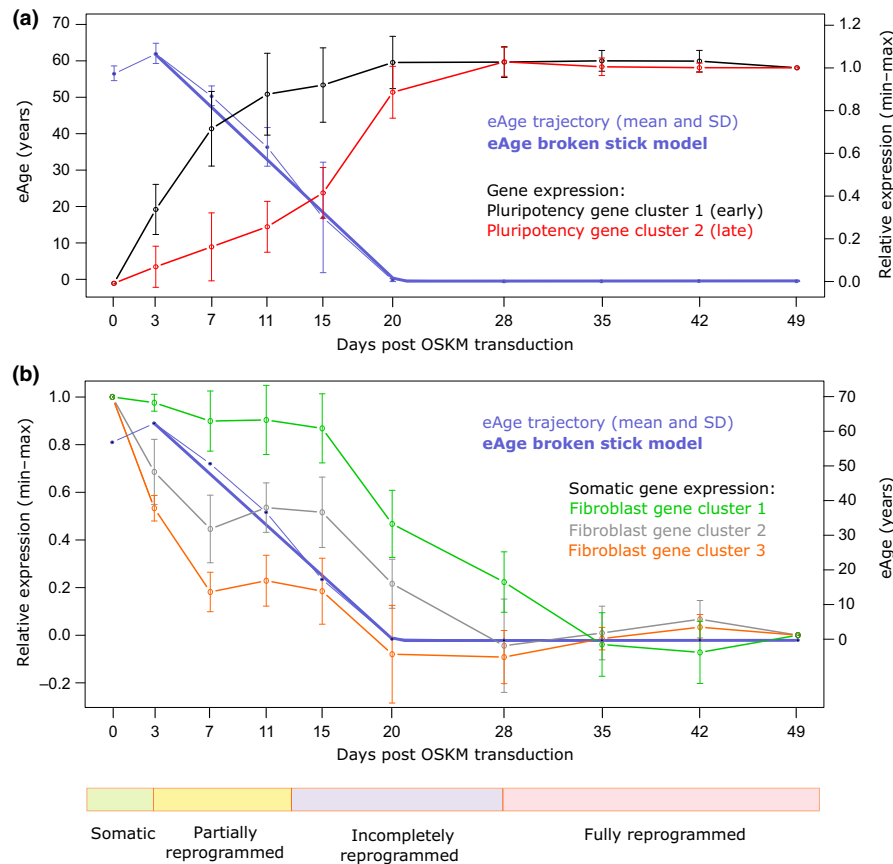 (a)
70
60
50
40
30
20
10
0
eAge (years)
1.2
1.0
0.8
0.6
0.4
0.2
0.0
Relative expression (min–max)
eAge trajectory (mean and SD)
eAge broken stick model
Gene expression:
Pluripotency gene cluster 1 (early)
Pluripotency gene cluster 2 (late)
0 3 7 11 15 20 28 35 42 49
Days post OSKM transduction
(b)
1.0
0.8
0.6
0.4
0.2
0.0
–0.2
Relative expression (min–max)
70
60
50
40
30
20
10
0
eAge (years)
eAge trajectory (mean and SD)
eAge broken stick model
Somatic gene expression:
Fibroblast gene cluster 1
Fibroblast gene cluster 2
Fibroblast gene cluster 3
0 3 7 11 15 20 28 35 42 49
Days post OSKM transduction
Somatic
Partially
reprogrammed
Incompletely
reprogrammed
Fully reprogrammed